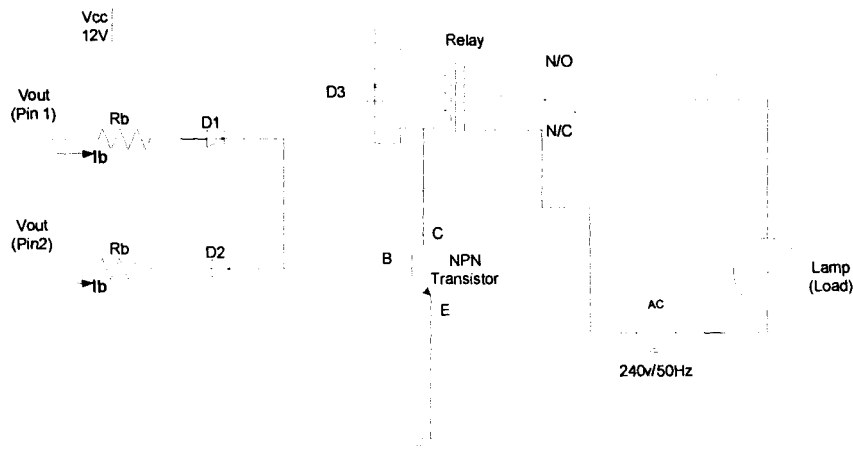 Vcc
12V
Relay
N/O
D3
Vout
(Pin 1)
Rb
D1
N/C
Ib
Vout
(Pin2)
Rb
D2
C
B
NPN
Transistor
Lamp
(Load)
Ib
E
AC
240v/50Hz